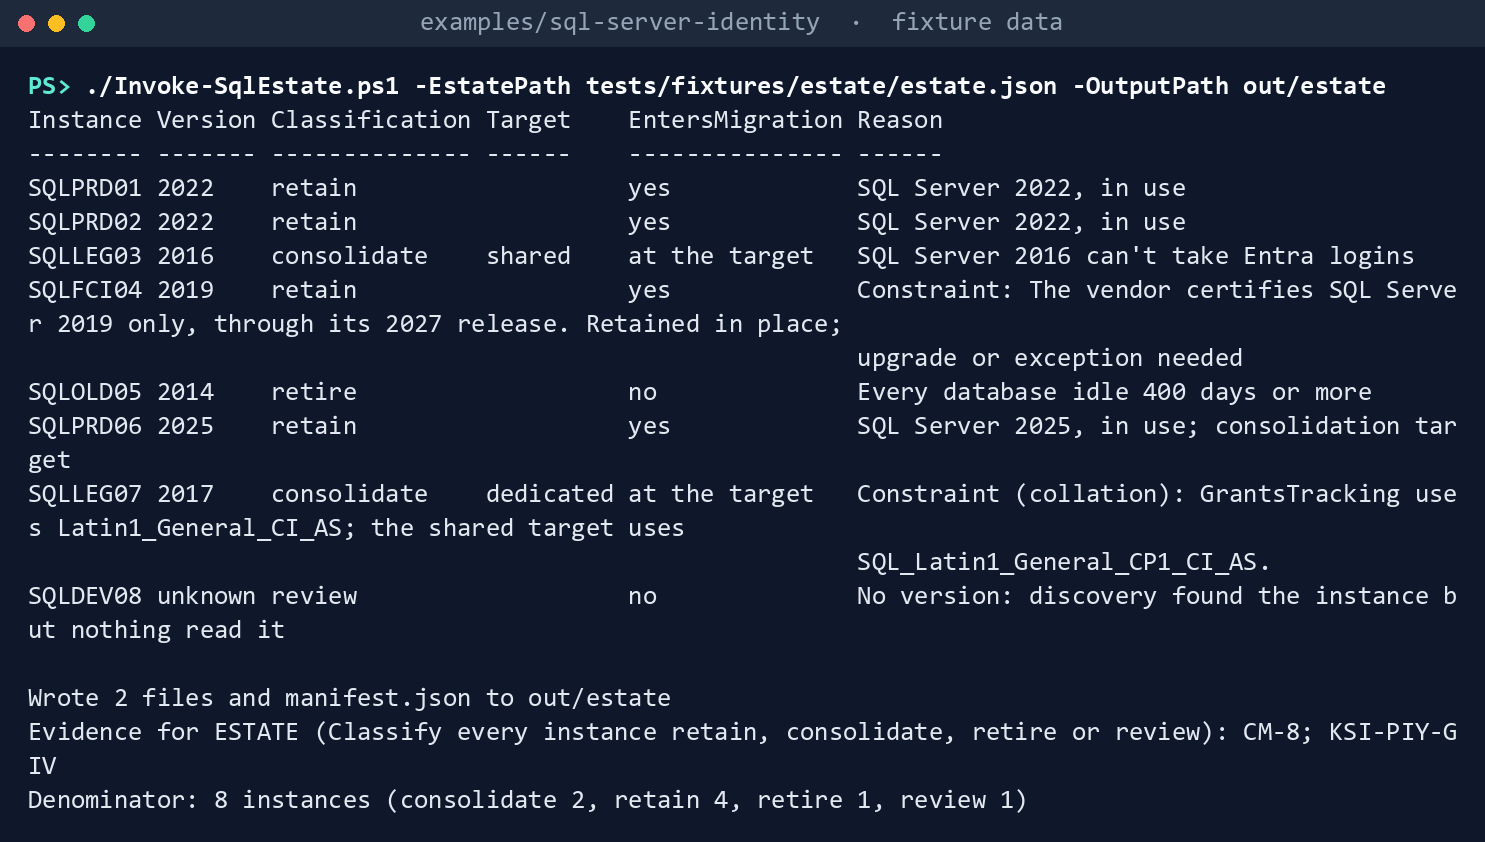 examples/sql-server-identity · fixture data
PS> ./Invoke-SqlEstate.ps1 -EstatePath tests/fixtures/estate/estate.json -OutputPath out/estate
Instance Version Classification Target    EntersMigration Reason
-------- ------- -------------- ------    --------------- ------
SQLPRD01 2022    retain                   yes             SQL Server 2022, in use
SQLPRD02 2022    retain                   yes             SQL Server 2022, in use
SQLLEG03 2016    consolidate    shared    at the target   SQL Server 2016 can't take Entra logins
SQLFCI04 2019    retain                   yes             Constraint: The vendor certifies SQL Serve
r 2019 only, through its 2027 release. Retained in place;
                                                          upgrade or exception needed
SQLOLD05 2014    retire                   no              Every database idle 400 days or more
SQLPRD06 2025    retain                   yes             SQL Server 2025, in use; consolidation tar
get
SQLLEG07 2017    consolidate    dedicated at the target   Constraint (collation): GrantsTracking use
s Latin1_General_CI_AS; the shared target uses
                                                          SQL_Latin1_General_CP1_CI_AS.
SQLDEV08 unknown review                   no              No version: discovery found the instance b
ut nothing read it
Wrote 2 files and manifest.json to out/estate
Evidence for ESTATE (Classify every instance retain, consolidate, retire or review): CM-8; KSI-PIY-G
IV
Denominator: 8 instances (consolidate 2, retain 4, retire 1, review 1)